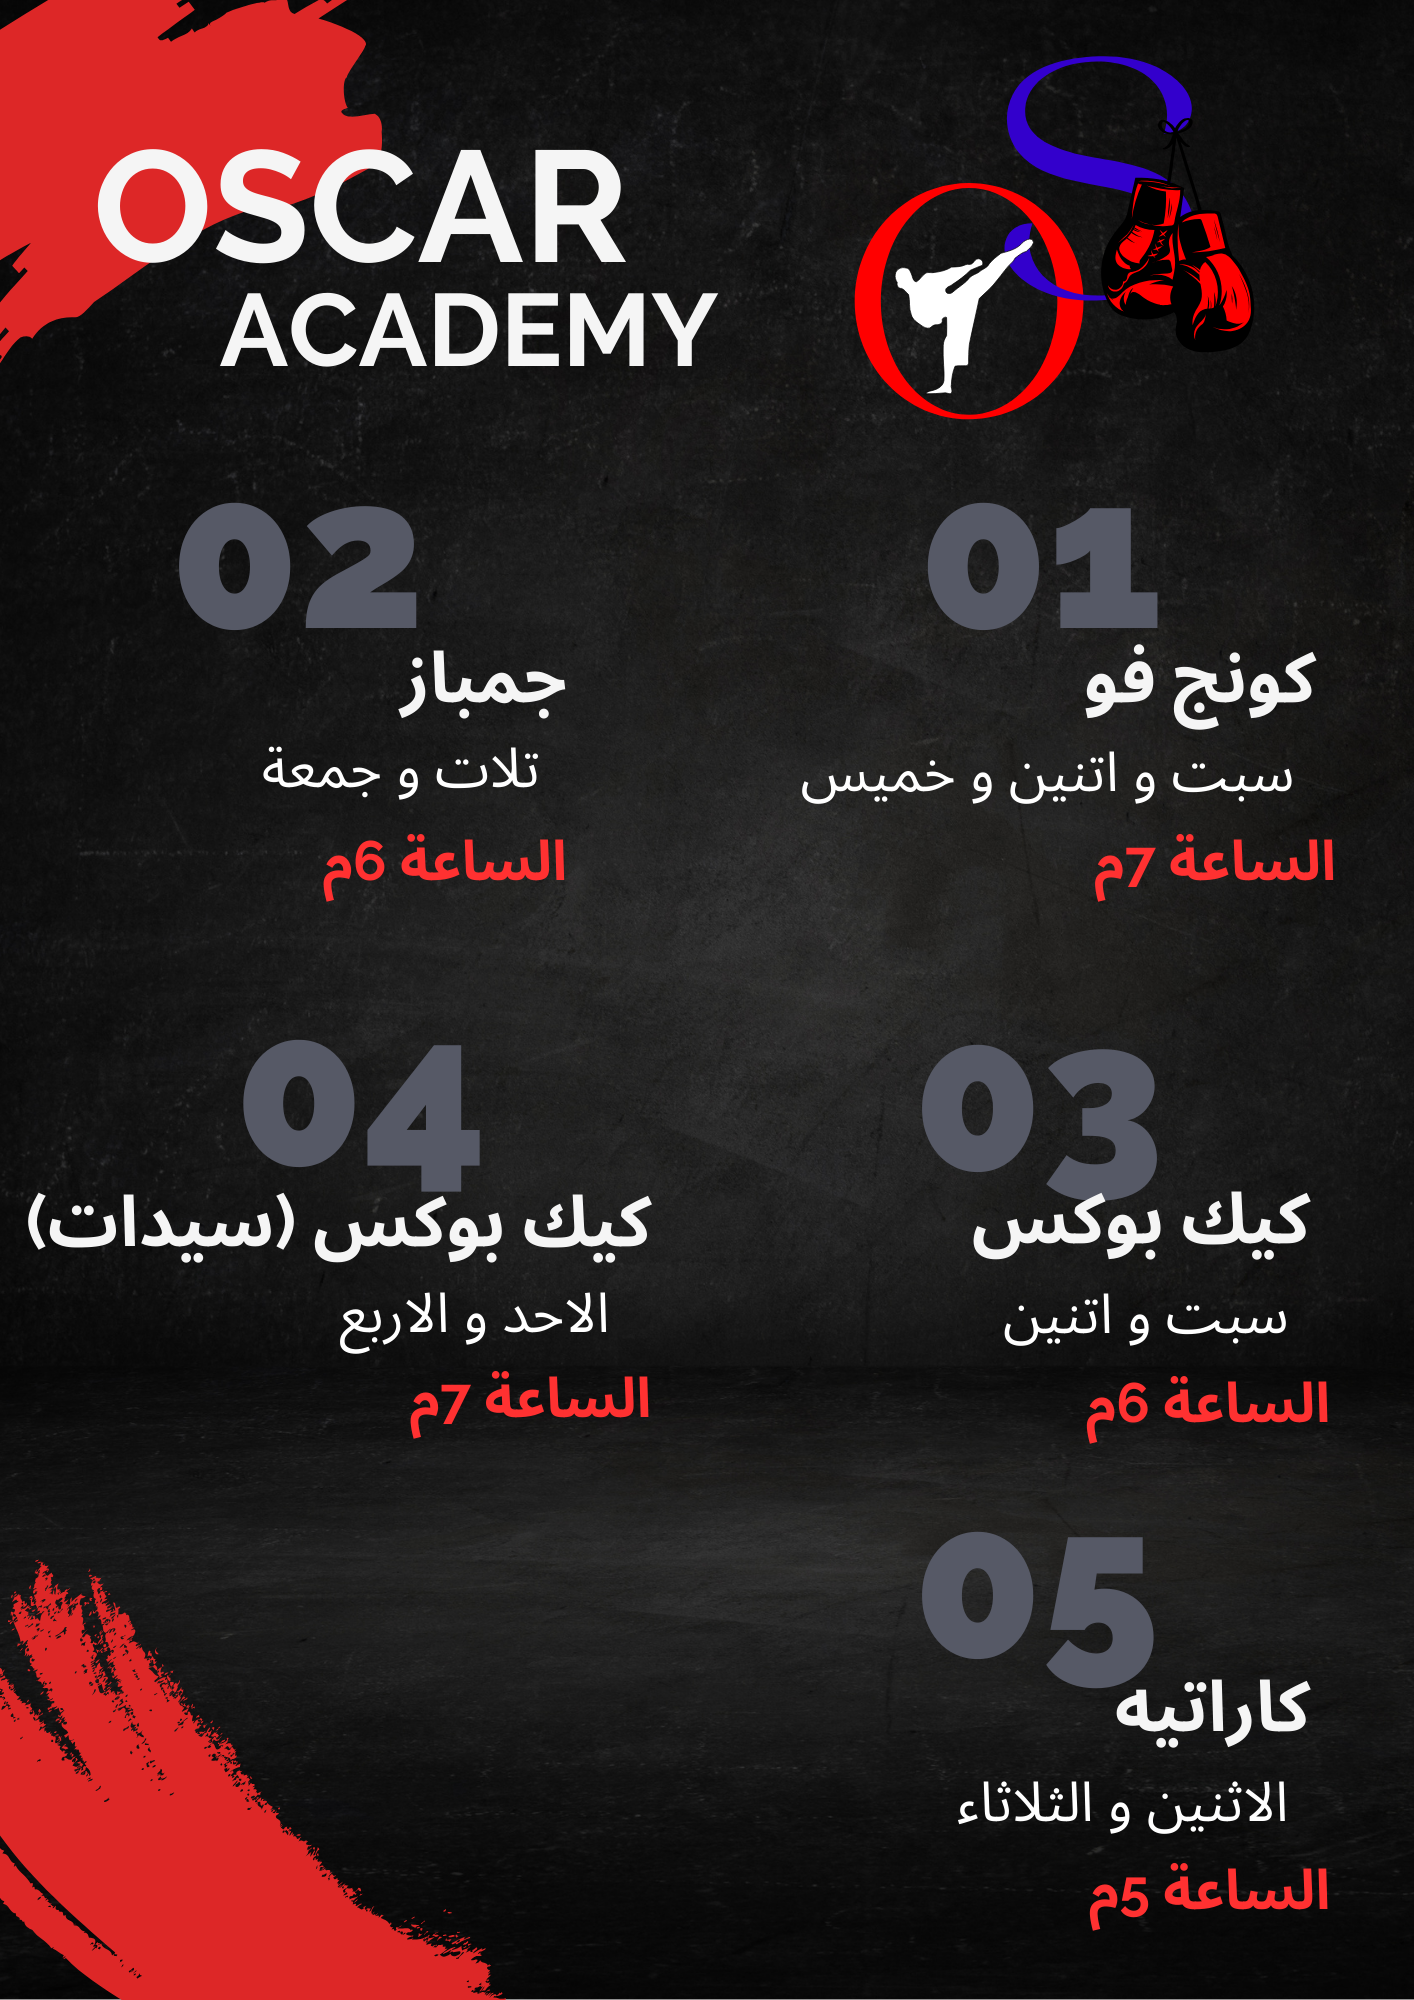 OSCAR
ACADEMY
01
كونج فو
سبت و اتنين و خميس
الساعة 7م
02
جمباز
تلات و جمعة
الساعة 6م
03
كيك بوكس
سبت و اتنين
الساعة 6م
04
كيك بوكس (سيدات)
الاحد و الاربع
الساعة 7م
05
كاراتيه
الاثنين و الثلاثاء
الساعة 5م